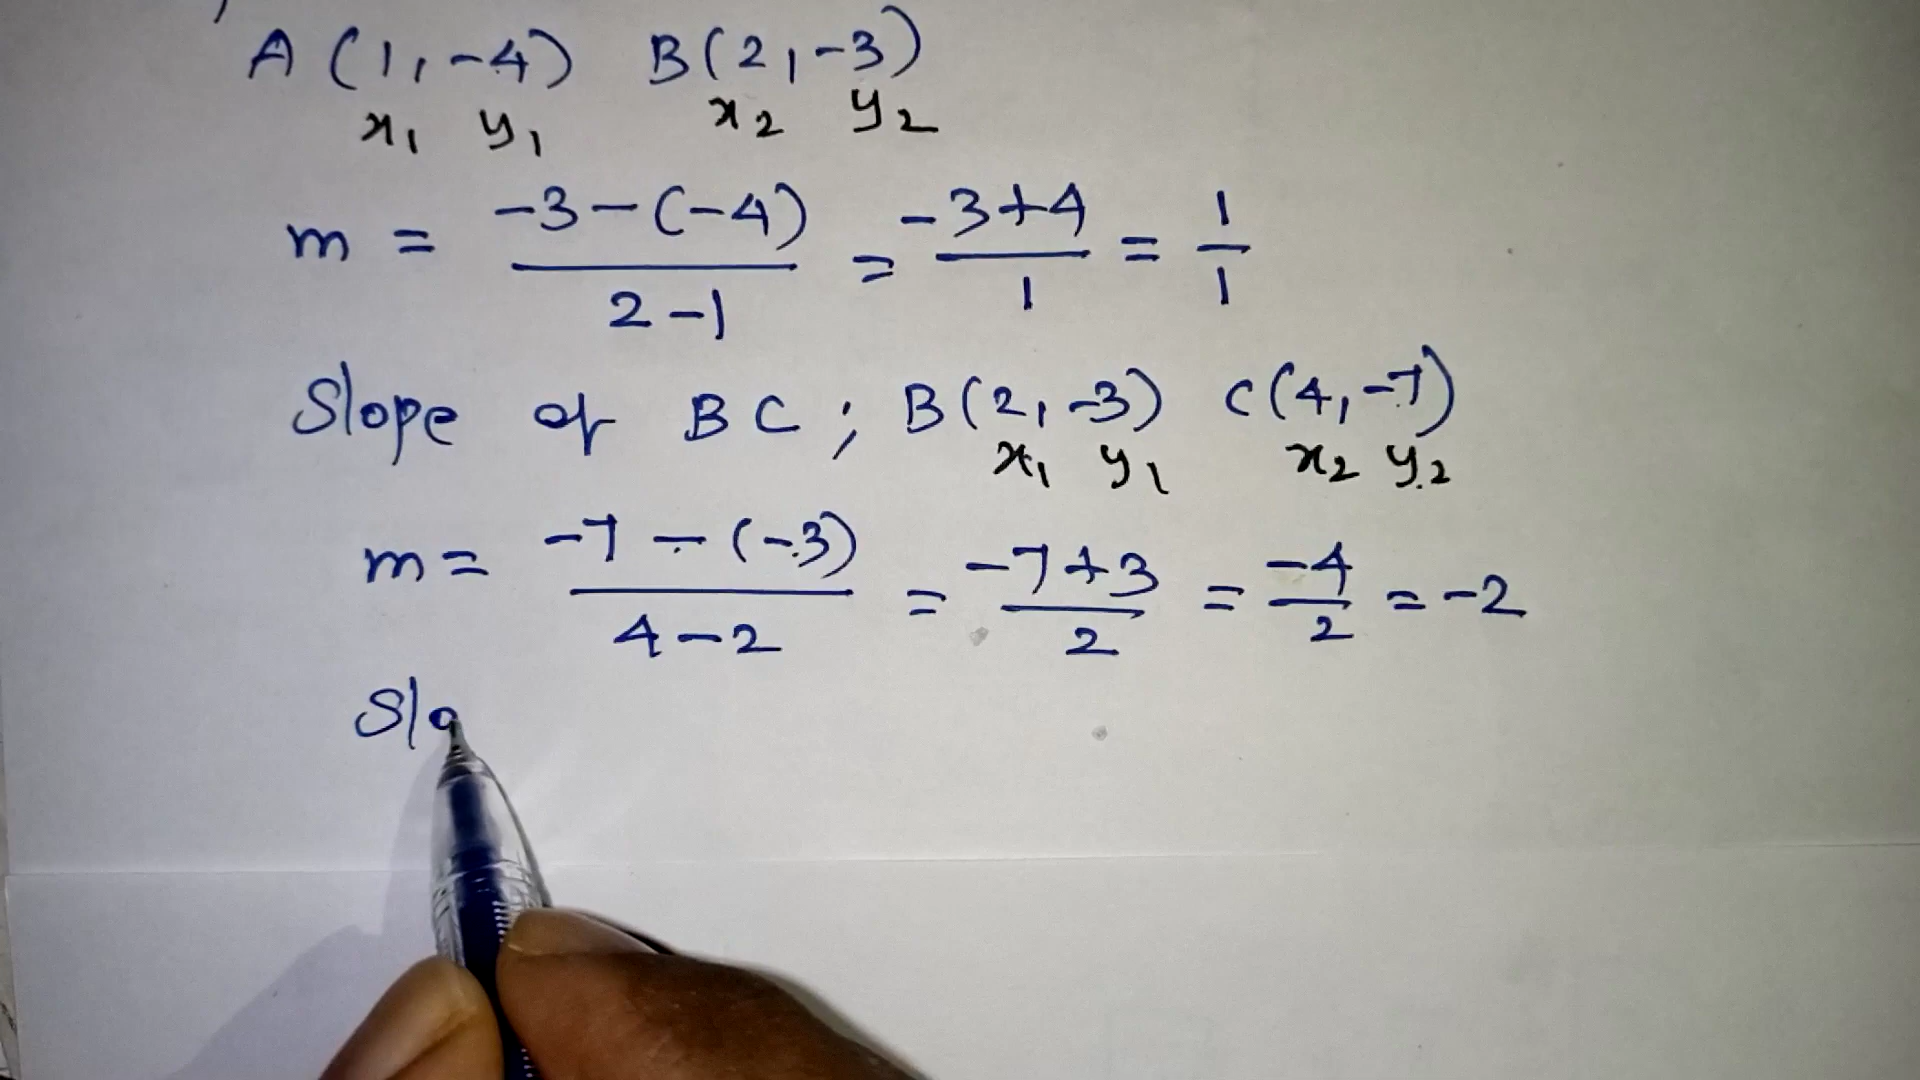 A (1, -4) B(2, -3)
x1 y1 x2 y2
m = -3-(-4)/2-1 = -3+4/1 = 1/1
Slope of BC; B(2, -3) C(4, -7)
x1 y1 x2 y2
m = -7-(-3)/4-2 = -7+3/2 = -4/2 = -2
Slo